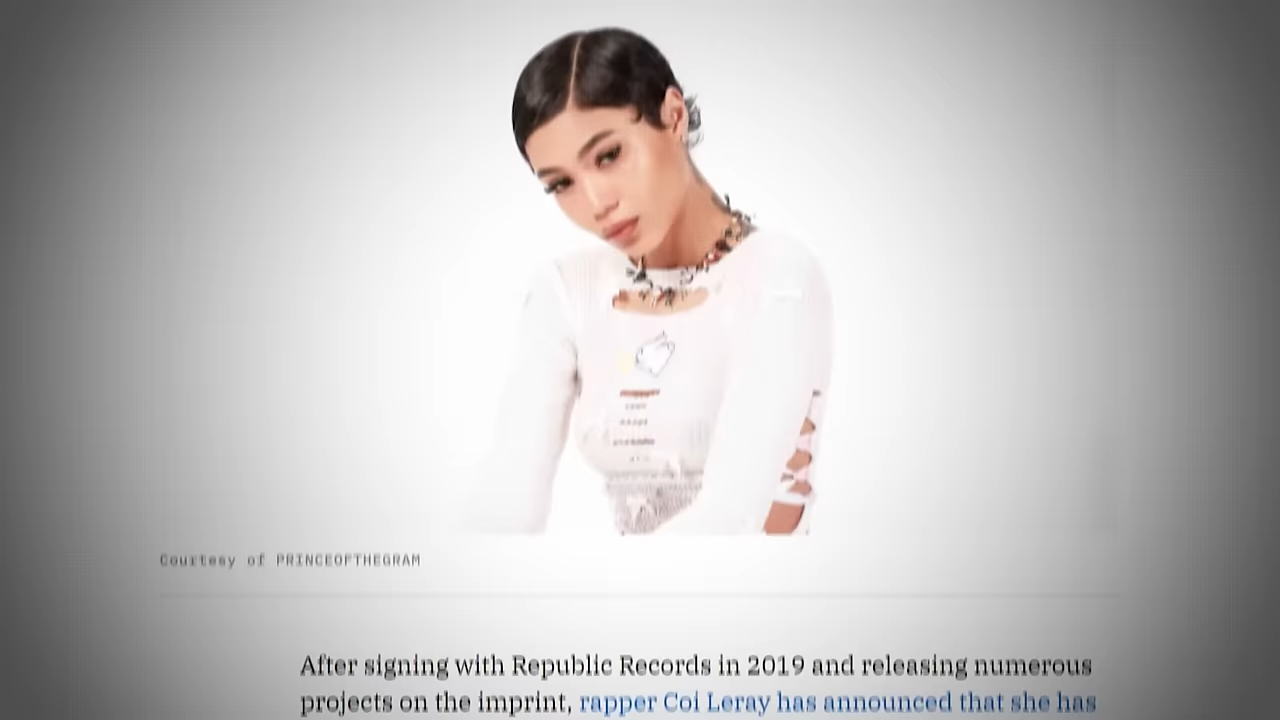 Courtesy of PRINCEOFTHEGRAM
After signing with Republic Records in 2019 and releasing numerous
projects on the imprint, rapper Coi Leray has announced that she has